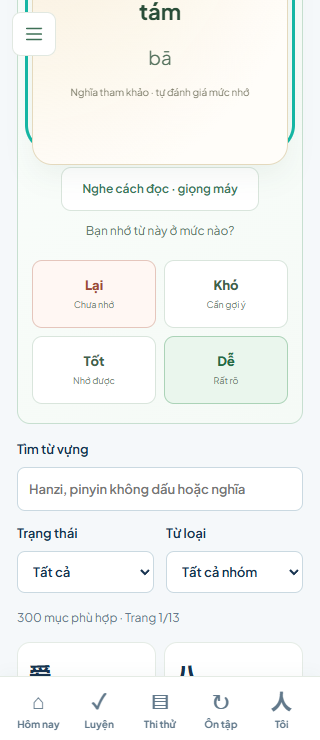 tám
bā
Nghĩa tham khảo · tự đánh giá mức nhớ
Nghe cách đọc · giọng máy
Bạn nhớ từ này ở mức nào?
Lại
Chưa nhớ
Khó
Cần gợi ý
Tốt
Nhớ được
Dễ
Rất rõ
Tìm từ vựng
Hanzi, pinyin không dấu hoặc nghĩa
Trạng thái
Từ loại
Tất cả
Tất cả nhóm
300 mục phù hợp · Trang 1/13
Hôm nay
Luyện
Thi thử
Ôn tập
人
Tôi